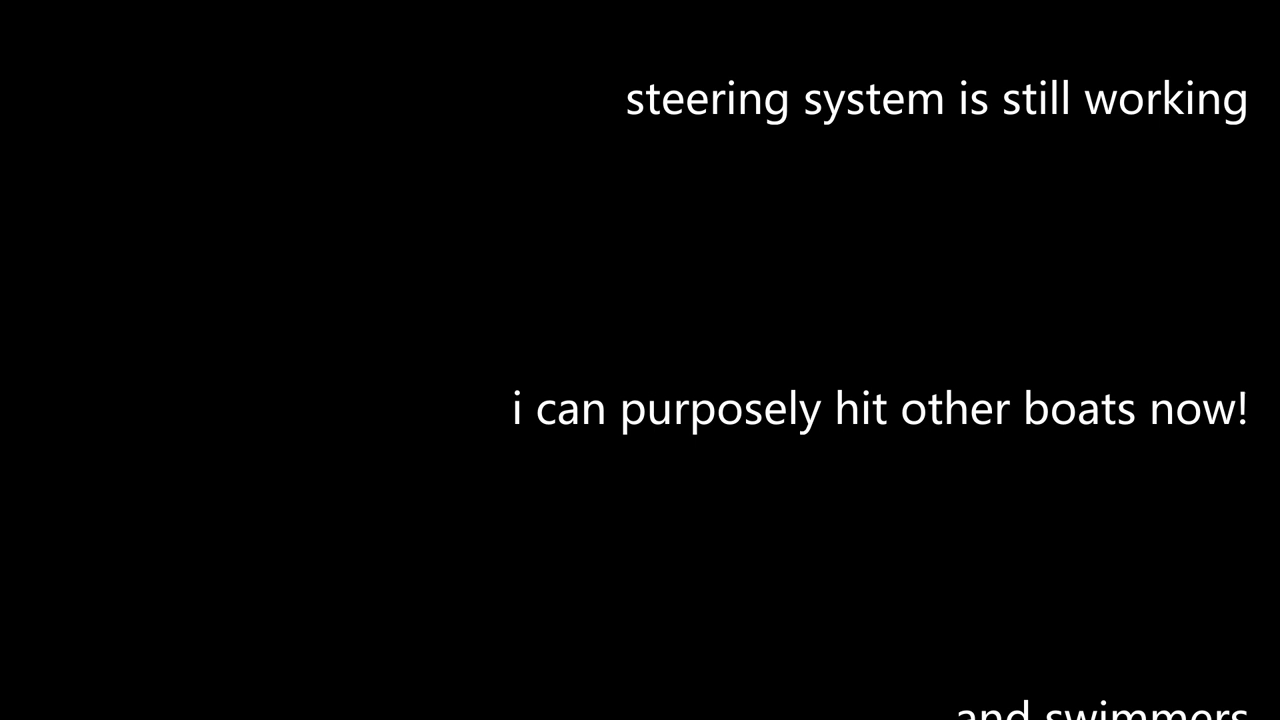 steering system is still working
i can purposely hit other boats now!
and swimmers